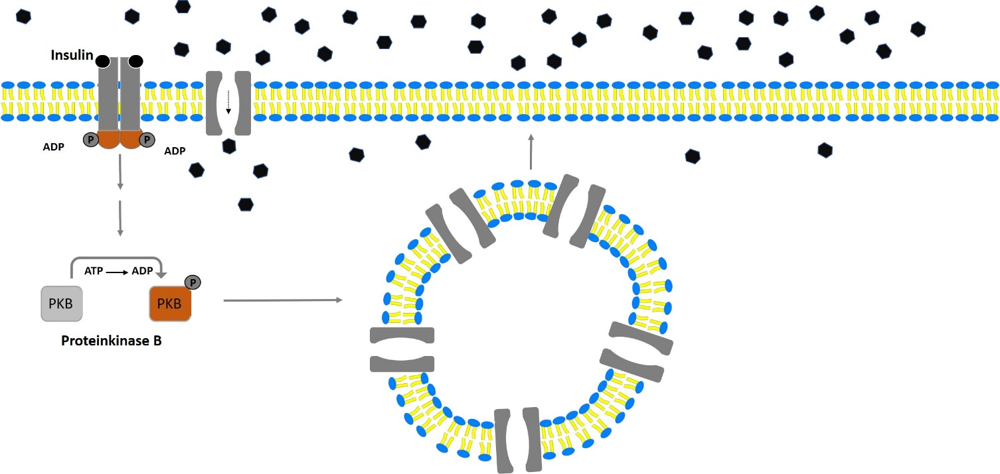 Insulin
P
P
ADP
ADP
ATP
ADP
P
PKB
PKB
Proteinkinase B